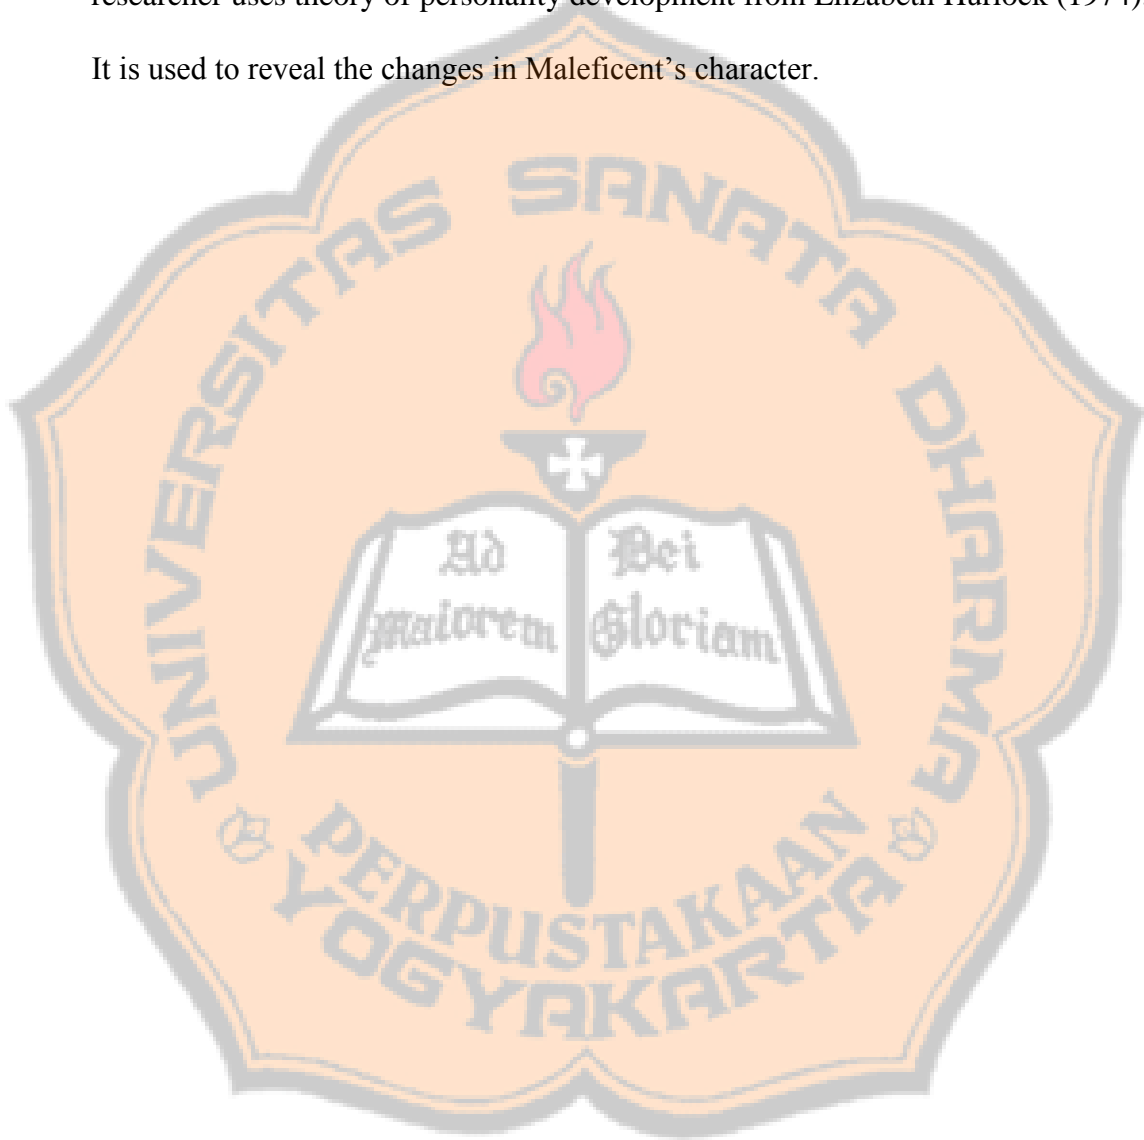 researcher uses theory of personality development from Elizabeth Hurlock (1974).
It is used to reveal the changes in Maleficent's character.
UNIVERSITAS SANATA DHARMA
Ad Dei
Maiorem Gloriam
PERPUSTAKAAN
YOGYAKARTA